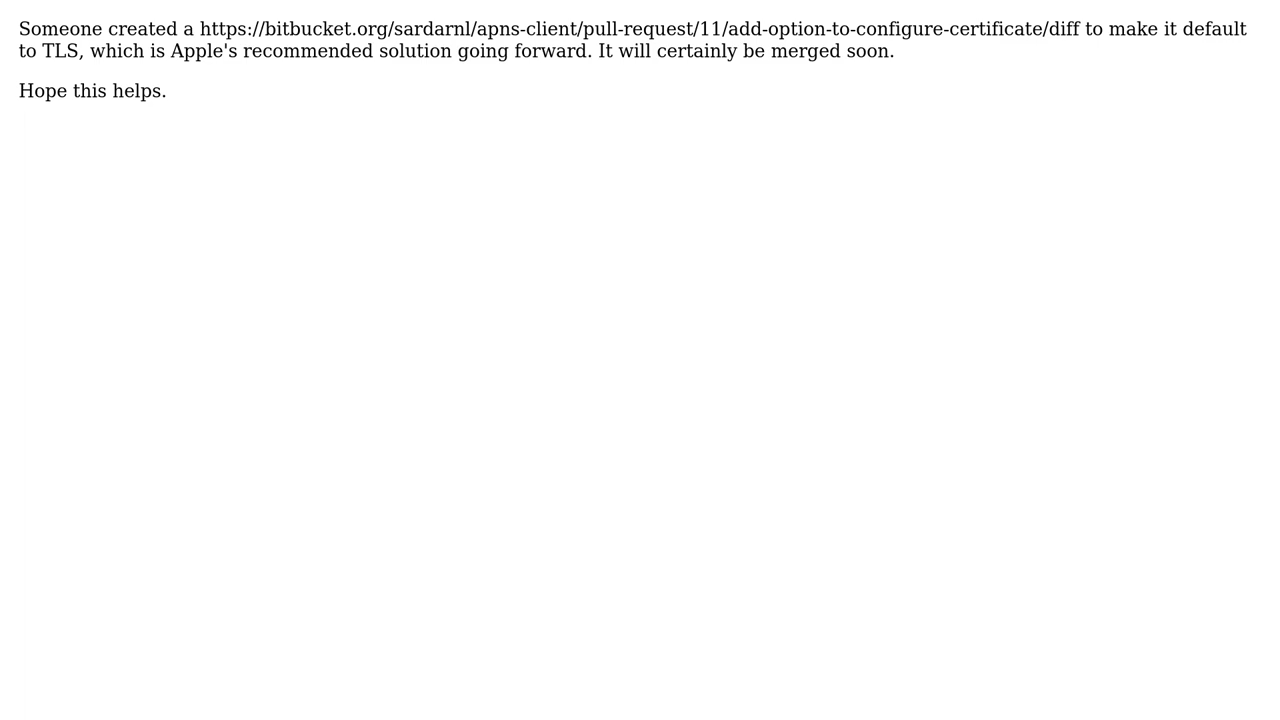 Someone created a https://bitbucket.org/sardarnl/apns-client/pull-request/11/add-option-to-configure-certificate/diff to make it default
to TLS, which is Apple's recommended solution going forward. It will certainly be merged soon.
Hope this helps.